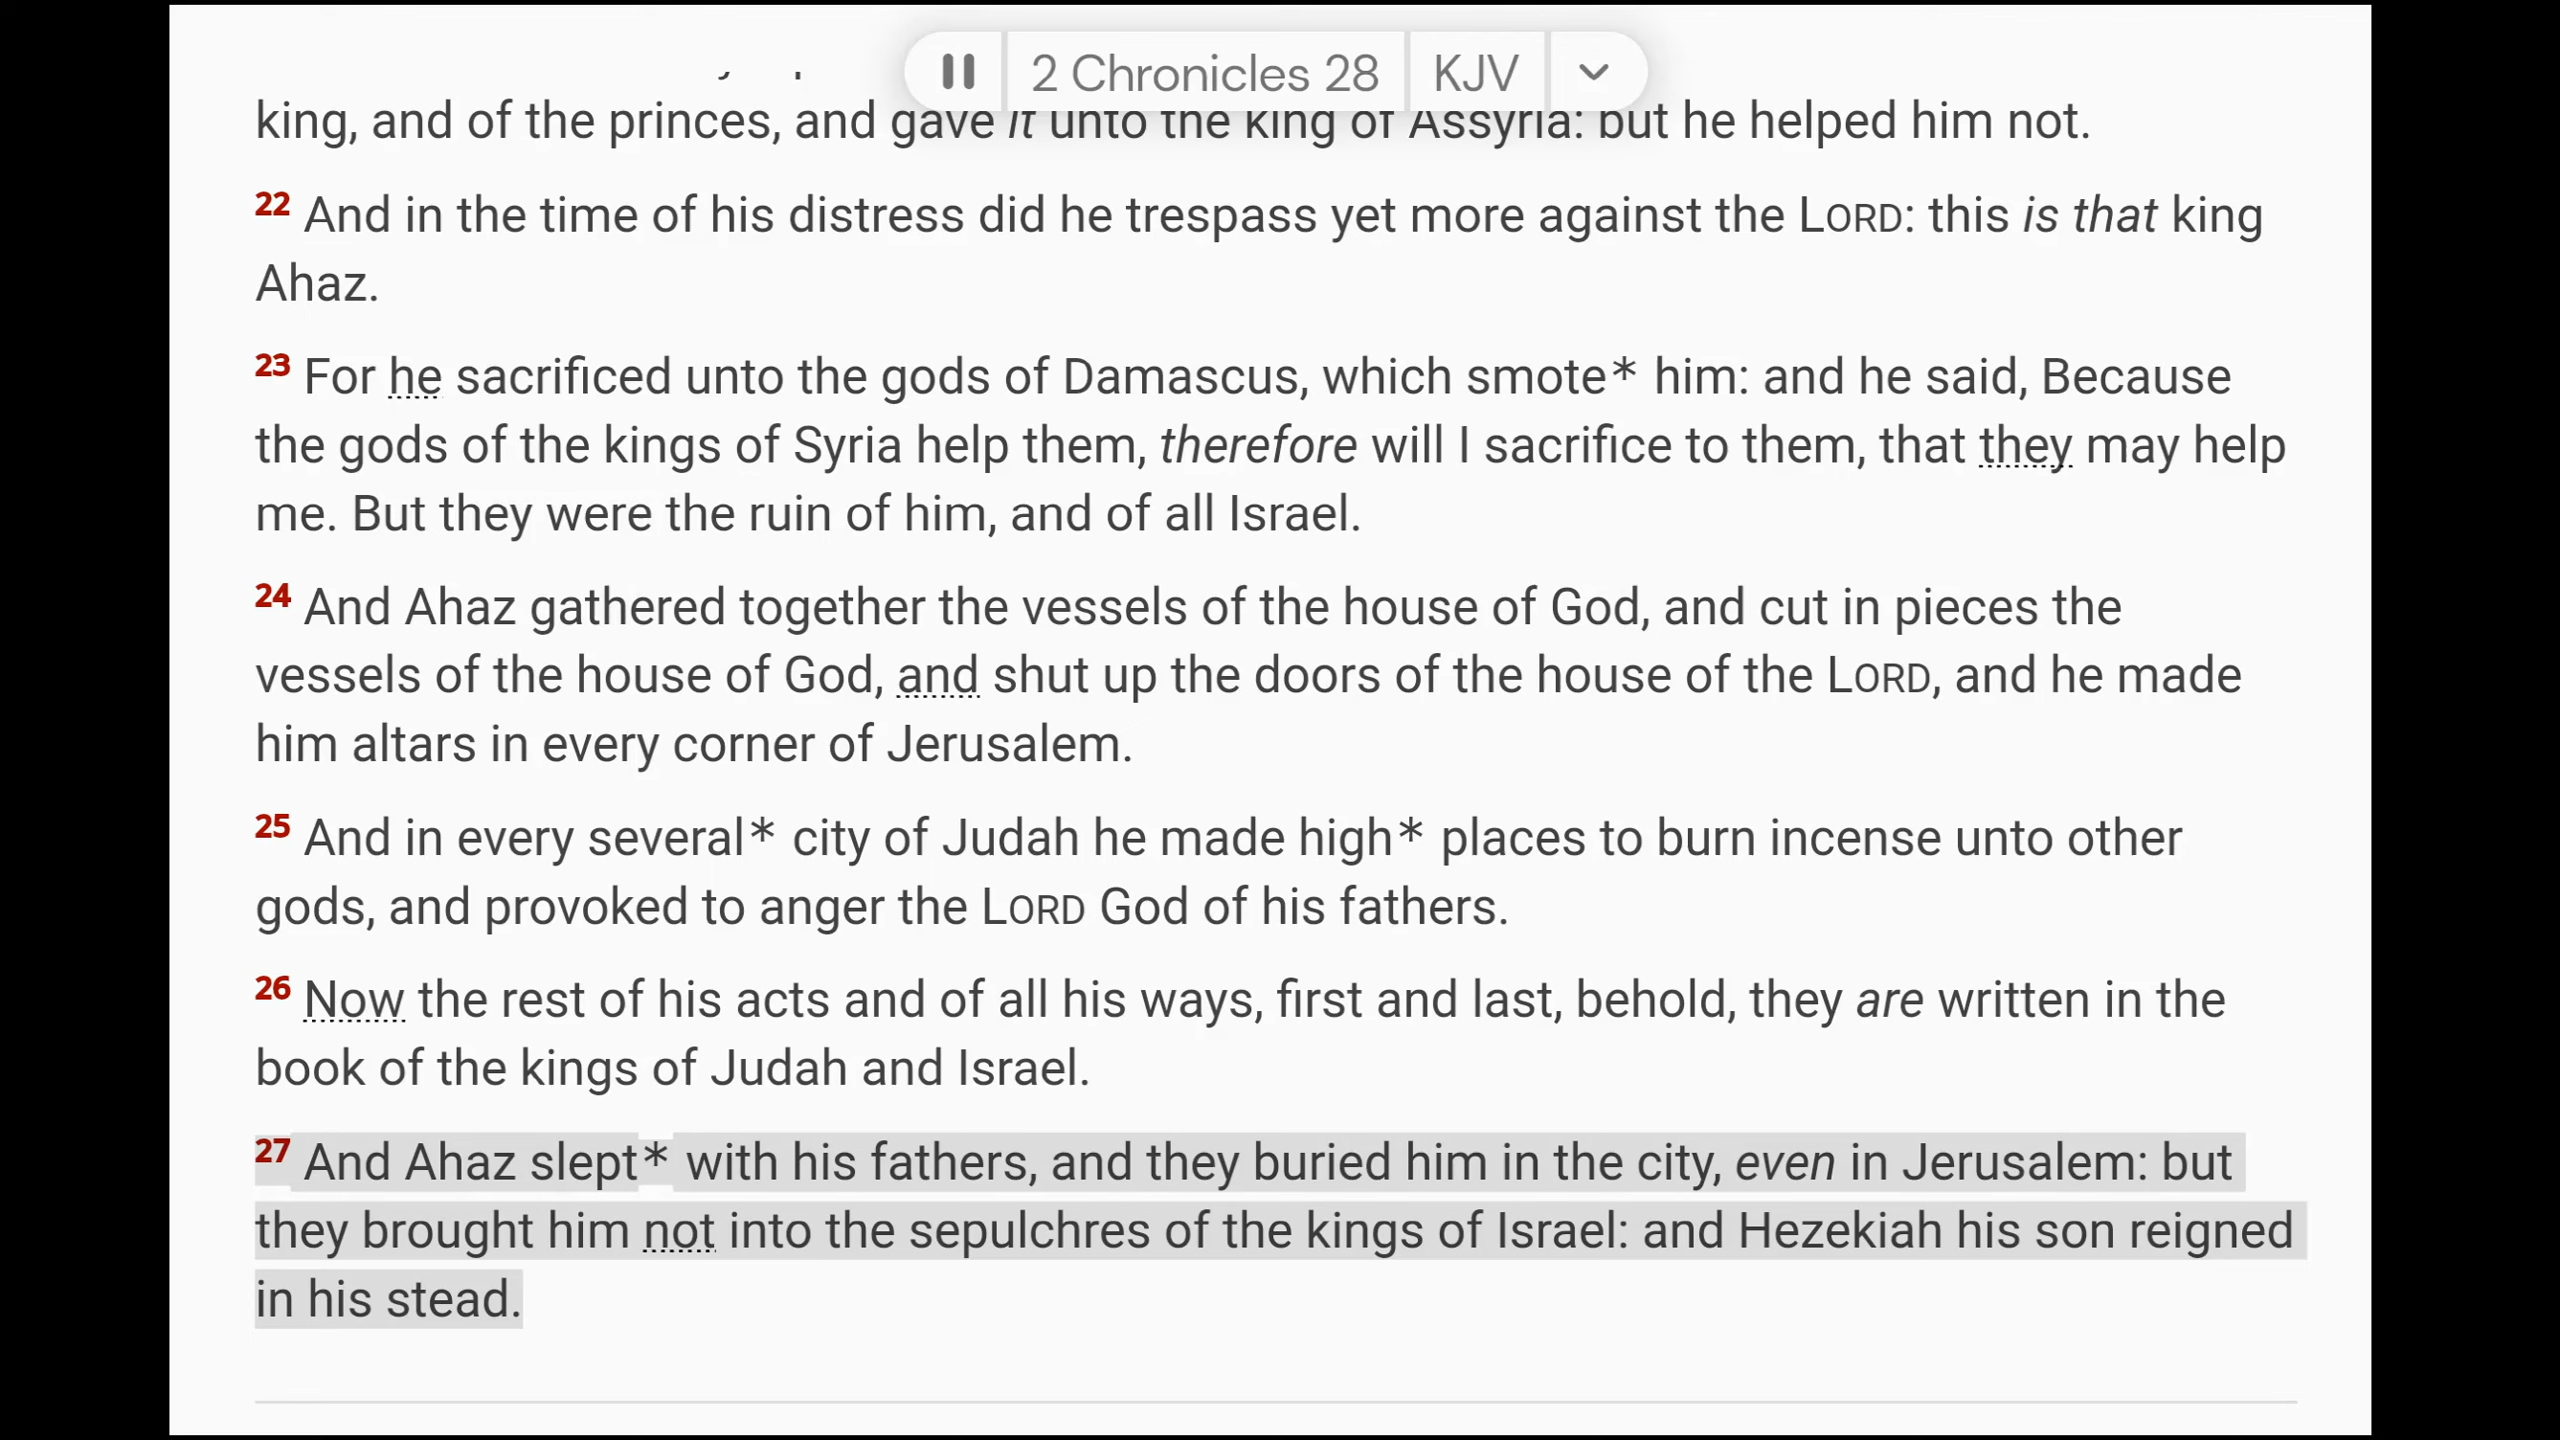 2 Chronicles 28 KJV
king, and of the princes, and gave it unto the king of Assyria: but he helped him not.
22 And in the time of his distress did he trespass yet more against the LORD: this is that king
Ahaz.
23 For he sacrificed unto the gods of Damascus, which smote* him: and he said, Because
the gods of the kings of Syria help them, therefore will I sacrifice to them, that they may help
me. But they were the ruin of him, and of all Israel.
24 And Ahaz gathered together the vessels of the house of God, and cut in pieces the
vessels of the house of God, and shut up the doors of the house of the LORD, and he made
him altars in every corner of Jerusalem.
25 And in every several* city of Judah he made high* places to burn incense unto other
gods, and provoked to anger the LORD God of his fathers.
26 Now the rest of his acts and of all his ways, first and last, behold, they are written in the
book of the kings of Judah and Israel.
27 And Ahaz slept* with his fathers, and they buried him in the city, even in Jerusalem: but
they brought him not into the sepulchres of the kings of Israel: and Hezekiah his son reigned
in his stead.